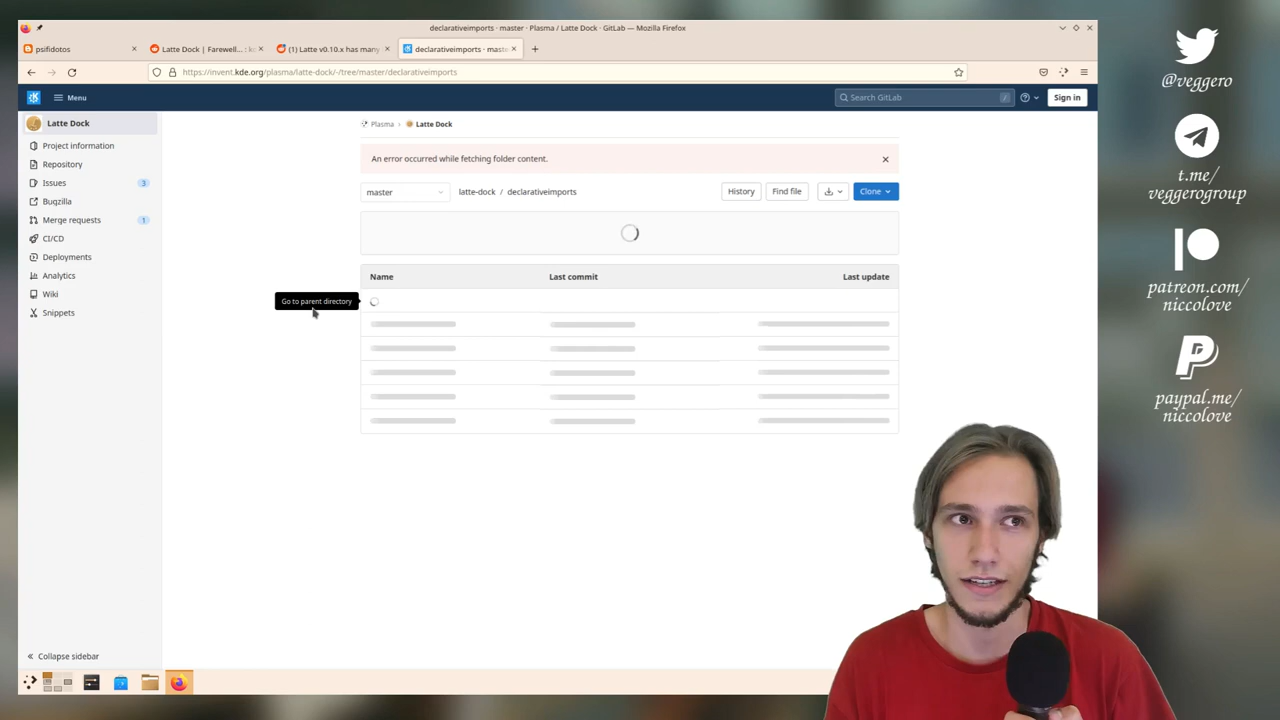 declarativeimports · master · Plasma / Latte Dock · GitLab — Mozilla Firefox
psifidotos
Latte Dock | Farewell... : k
(1) Latte v0.10.x has many
declarativeimports · maste
https://invent.kde.org/plasma/latte-dock/-/tree/master/declarativeimports
Menu
Search GitLab
/
Sign in
Latte Dock
Project information
Repository
Issues 3
Bugzilla
Merge requests 1
CI/CD
Deployments
Analytics
Wiki
Snippets
Collapse sidebar
Plasma › Latte Dock
An error occurred while fetching folder content.
master
latte-dock / declarativeimports
History
Find file
Clone
Name Last commit Last update
Go to parent directory
@veggero
t.me/
veggerogroup
patreon.com/
niccolove
paypal.me/
niccolove